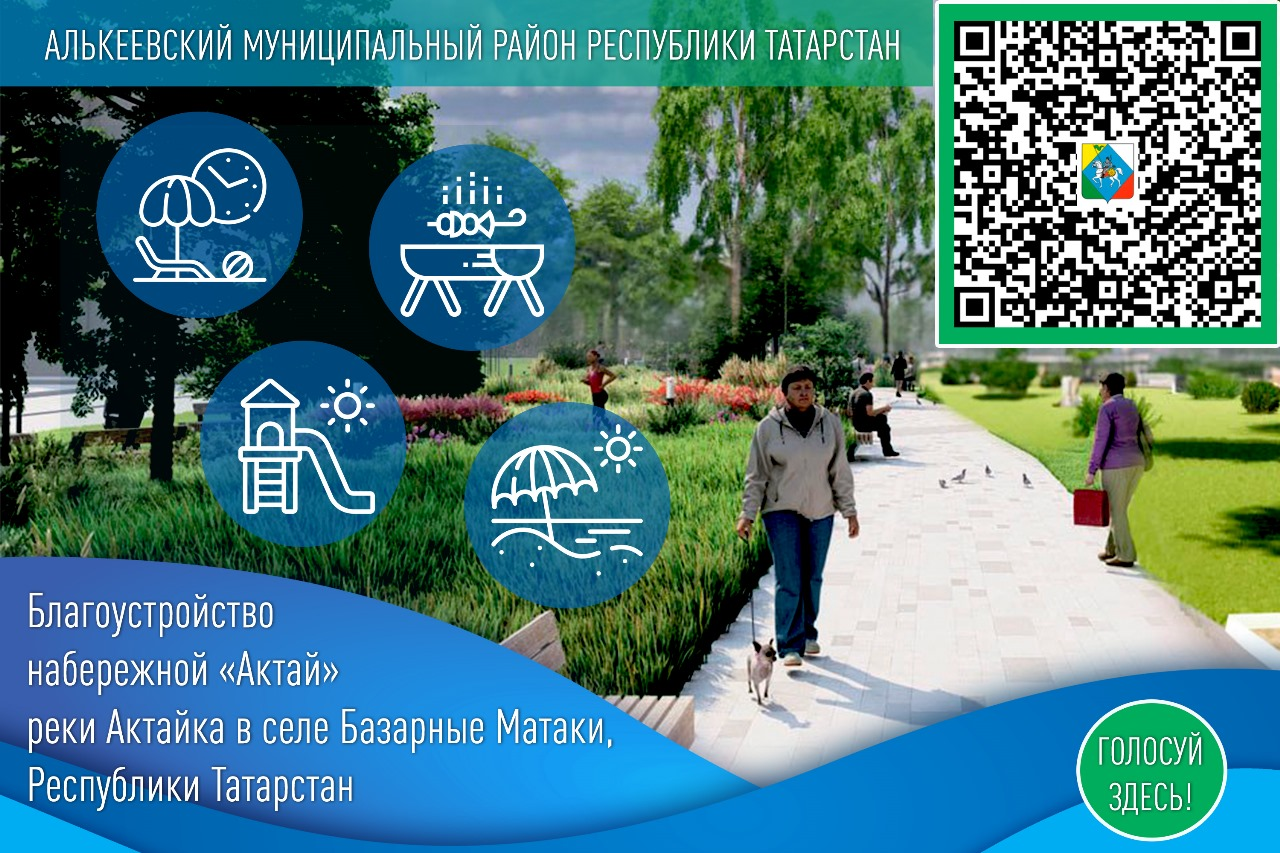 АЛЬКЕЕВСКИЙ МУНИЦИПАЛЬНЫЙ РАЙОН РЕСПУБЛИКИ ТАТАРСТАН
Благоустройство
набережной «Актай»
реки Актайка в селе Базарные Матаки,
Республики Татарстан
ГОЛОСУЙ
ЗДЕСЬ!